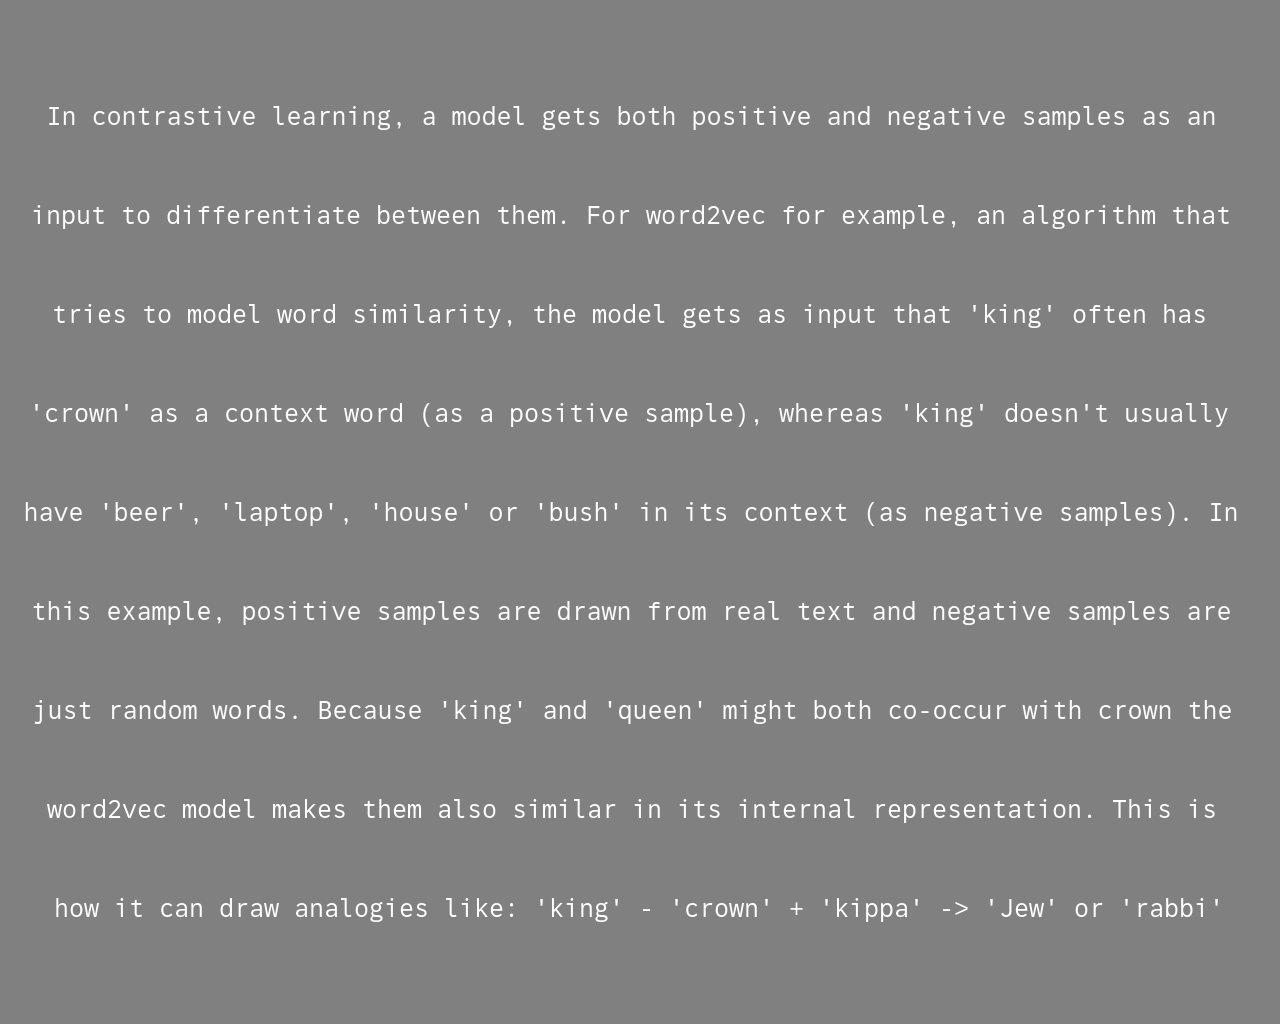 In contrastive learning, a model gets both positive and negative samples as an
input to differentiate between them. For word2vec for example, an algorithm that
tries to model word similarity, the model gets as input that 'king' often has
'crown' as a context word (as a positive sample), whereas 'king' doesn't usually
have 'beer', 'laptop', 'house' or 'bush' in its context (as negative samples). In
this example, positive samples are drawn from real text and negative samples are
just random words. Because 'king' and 'queen' might both co-occur with crown the
word2vec model makes them also similar in its internal representation. This is
how it can draw analogies like: 'king' - 'crown' + 'kippa' -> 'Jew' or 'rabbi'